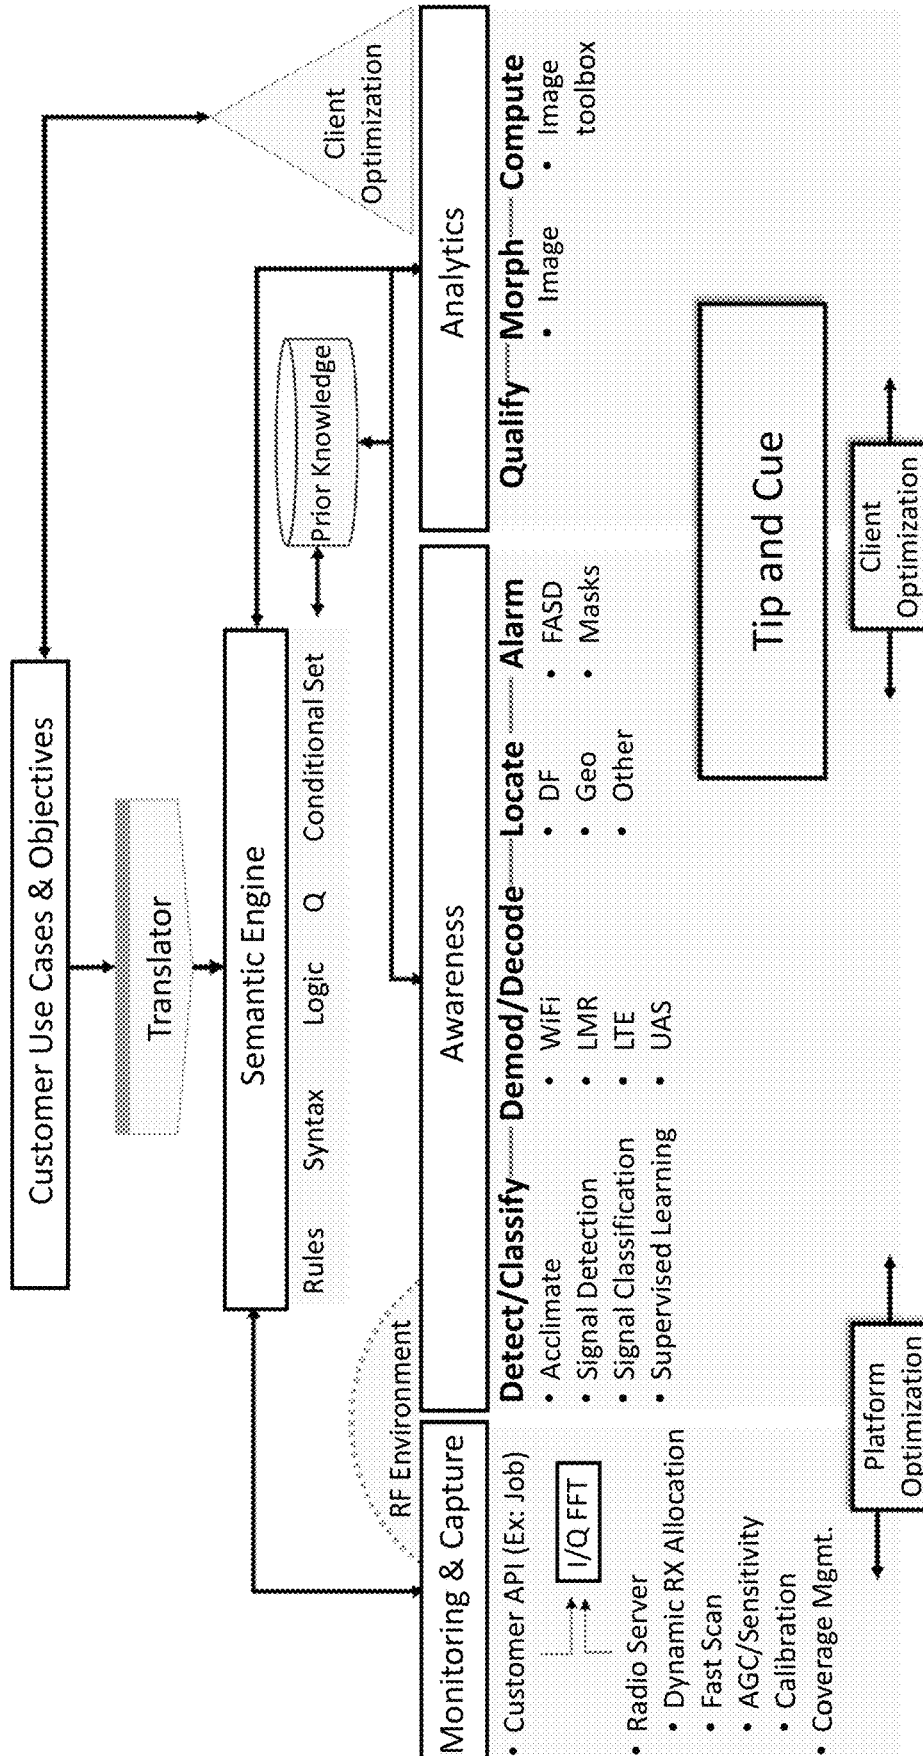 Customer Use Cases & Objectives
Translator
Semantic Engine
Rules Syntax Logic Q Conditional Set
Prior Knowledge
Client
Optimization
RF Environment
Monitoring & Capture
• Customer API (Ex: Job)
I/Q FFT
• Radio Server
• Dynamic RX Allocation
• Fast Scan
• AGC/Sensitivity
• Calibration
• Coverage Mgmt.
Awareness
Detect/Classify
• Acclimate
• Signal Detection
• Signal Classification
• Supervised Learning
Demod/Decode
• WiFi
• LMR
• LTE
• UAS
Locate
• DF
• Geo
• Other
Alarm
• FASD
• Masks
Analytics
Qualify
Morph
• Image
Compute
• Image
toolbox
Tip and Cue
Platform
Optimization
Client
Optimization